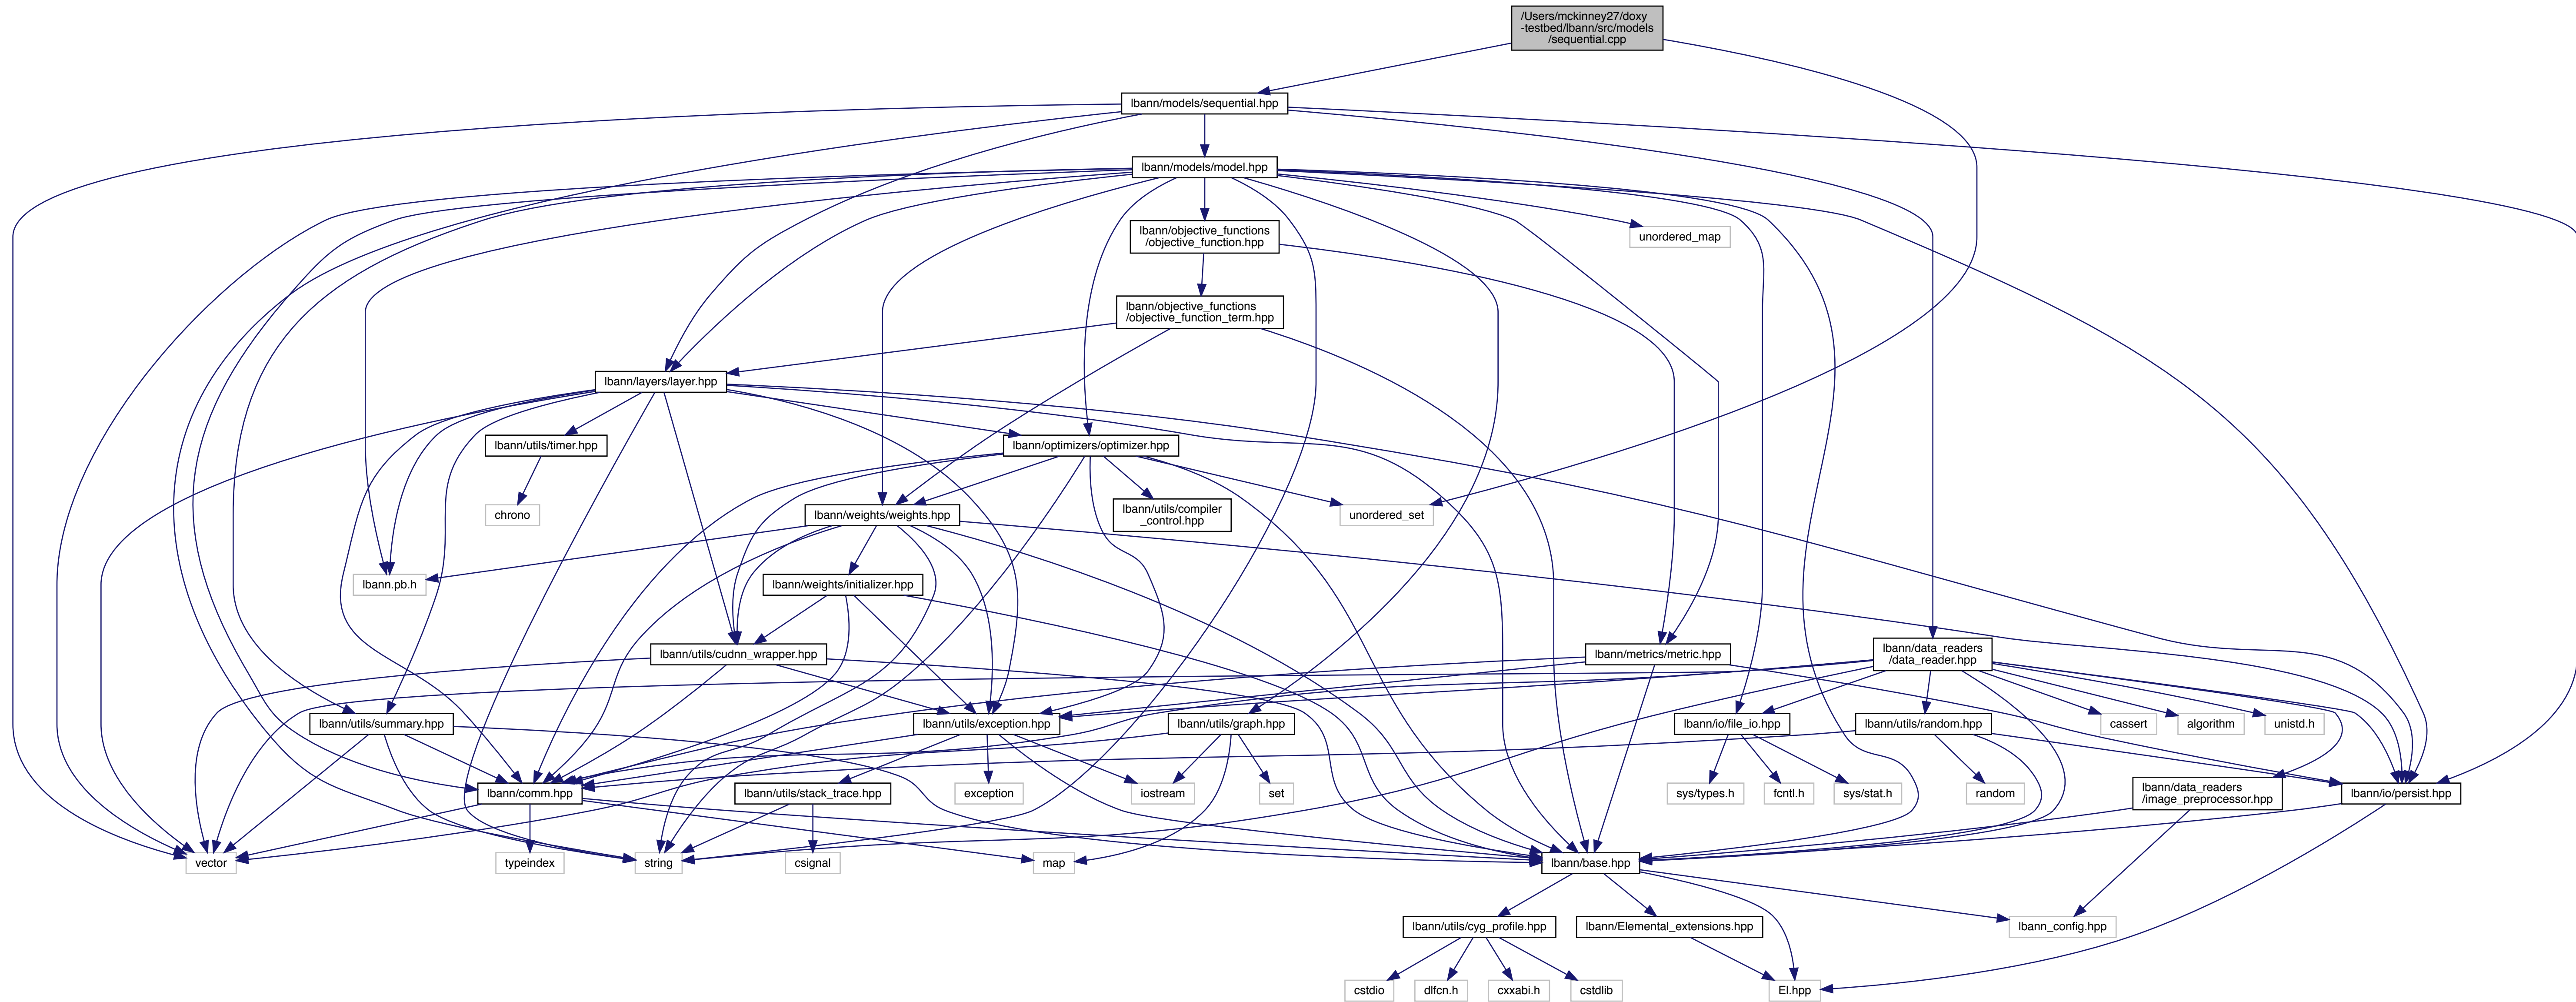 /Users/mckinney27/doxy
-testbed/lbann/src/models
/sequential.cpp
lbann/models/sequential.hpp
lbann/models/model.hpp
lbann/objective_functions
/objective_function.hpp
unordered_map
lbann/objective_functions
/objective_function_term.hpp
lbann/layers/layer.hpp
lbann/utils/timer.hpp
lbann/optimizers/optimizer.hpp
chrono
lbann/weights/weights.hpp
lbann/utils/compiler
_control.hpp
unordered_set
lbann.pb.h
lbann/weights/initializer.hpp
lbann/utils/cudnn_wrapper.hpp
lbann/metrics/metric.hpp
lbann/data_readers
/data_reader.hpp
lbann/utils/summary.hpp
lbann/utils/exception.hpp
lbann/utils/graph.hpp
lbann/io/file_io.hpp
lbann/utils/random.hpp
cassert
algorithm
unistd.h
lbann/comm.hpp
lbann/utils/stack_trace.hpp
exception
iostream
set
sys/types.h
fcntl.h
sys/stat.h
random
lbann/data_readers
/image_preprocessor.hpp
lbann/io/persist.hpp
vector
typeindex
string
csignal
map
lbann/base.hpp
lbann/utils/cyg_profile.hpp
lbann/Elemental_extensions.hpp
lbann_config.hpp
cstdio
dlfcn.h
cxxabi.h
cstdlib
El.hpp